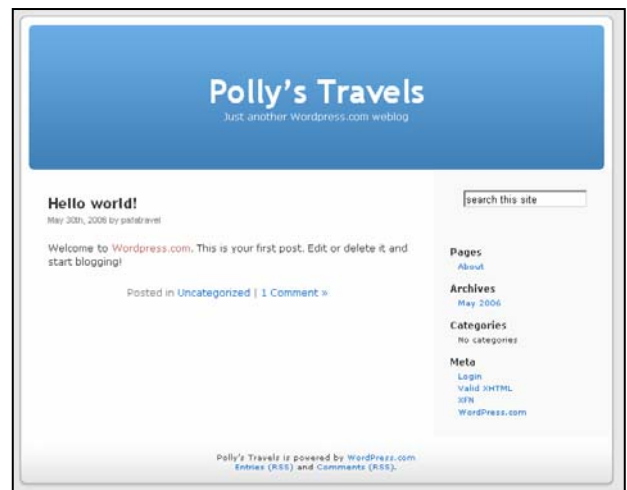 Polly's Travels
Just another Wordpress.com weblog
Hello world!
May 30th, 2006 by
Welcome to Wordpress.com. This is your first post. Edit or delete it and
start blogging!
Posted in Uncategorized | 1 Comment »
search this site
Pages
About
Archives
May 2006
Categories
No categories
Meta
Login
Valid XHTML
XFN
WordPress.com
Polly's Travels is powered by WordPress.com
Entries (RSS) and Comments (RSS).